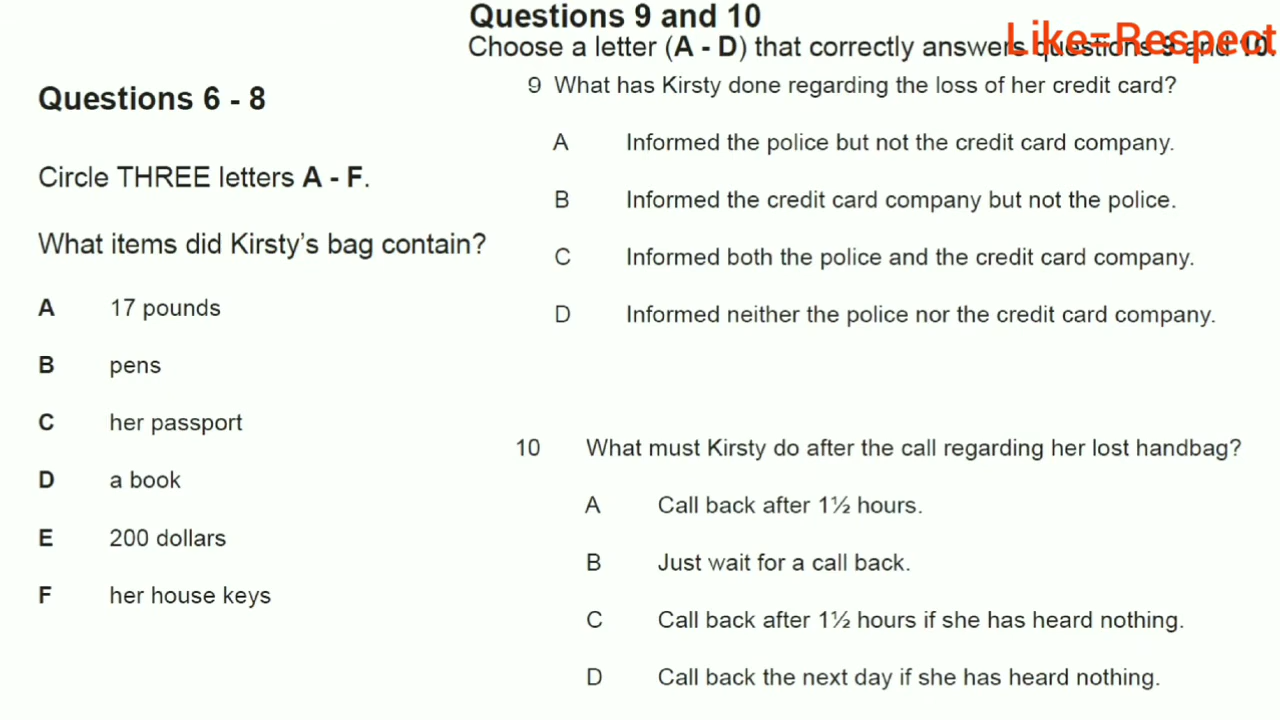 Questions 6 - 8
Circle THREE letters A - F.
What items did Kirsty's bag contain?
A 17 pounds
B pens
C her passport
D a book
E 200 dollars
F her house keys
Questions 9 and 10
Like=Respect
Choose a letter (A - D) that correctly answers questions 9 and 10.
9 What has Kirsty done regarding the loss of her credit card?
A Informed the police but not the credit card company.
B Informed the credit card company but not the police.
C Informed both the police and the credit card company.
D Informed neither the police nor the credit card company.
10 What must Kirsty do after the call regarding her lost handbag?
A Call back after 1½ hours.
B Just wait for a call back.
C Call back after 1½ hours if she has heard nothing.
D Call back the next day if she has heard nothing.